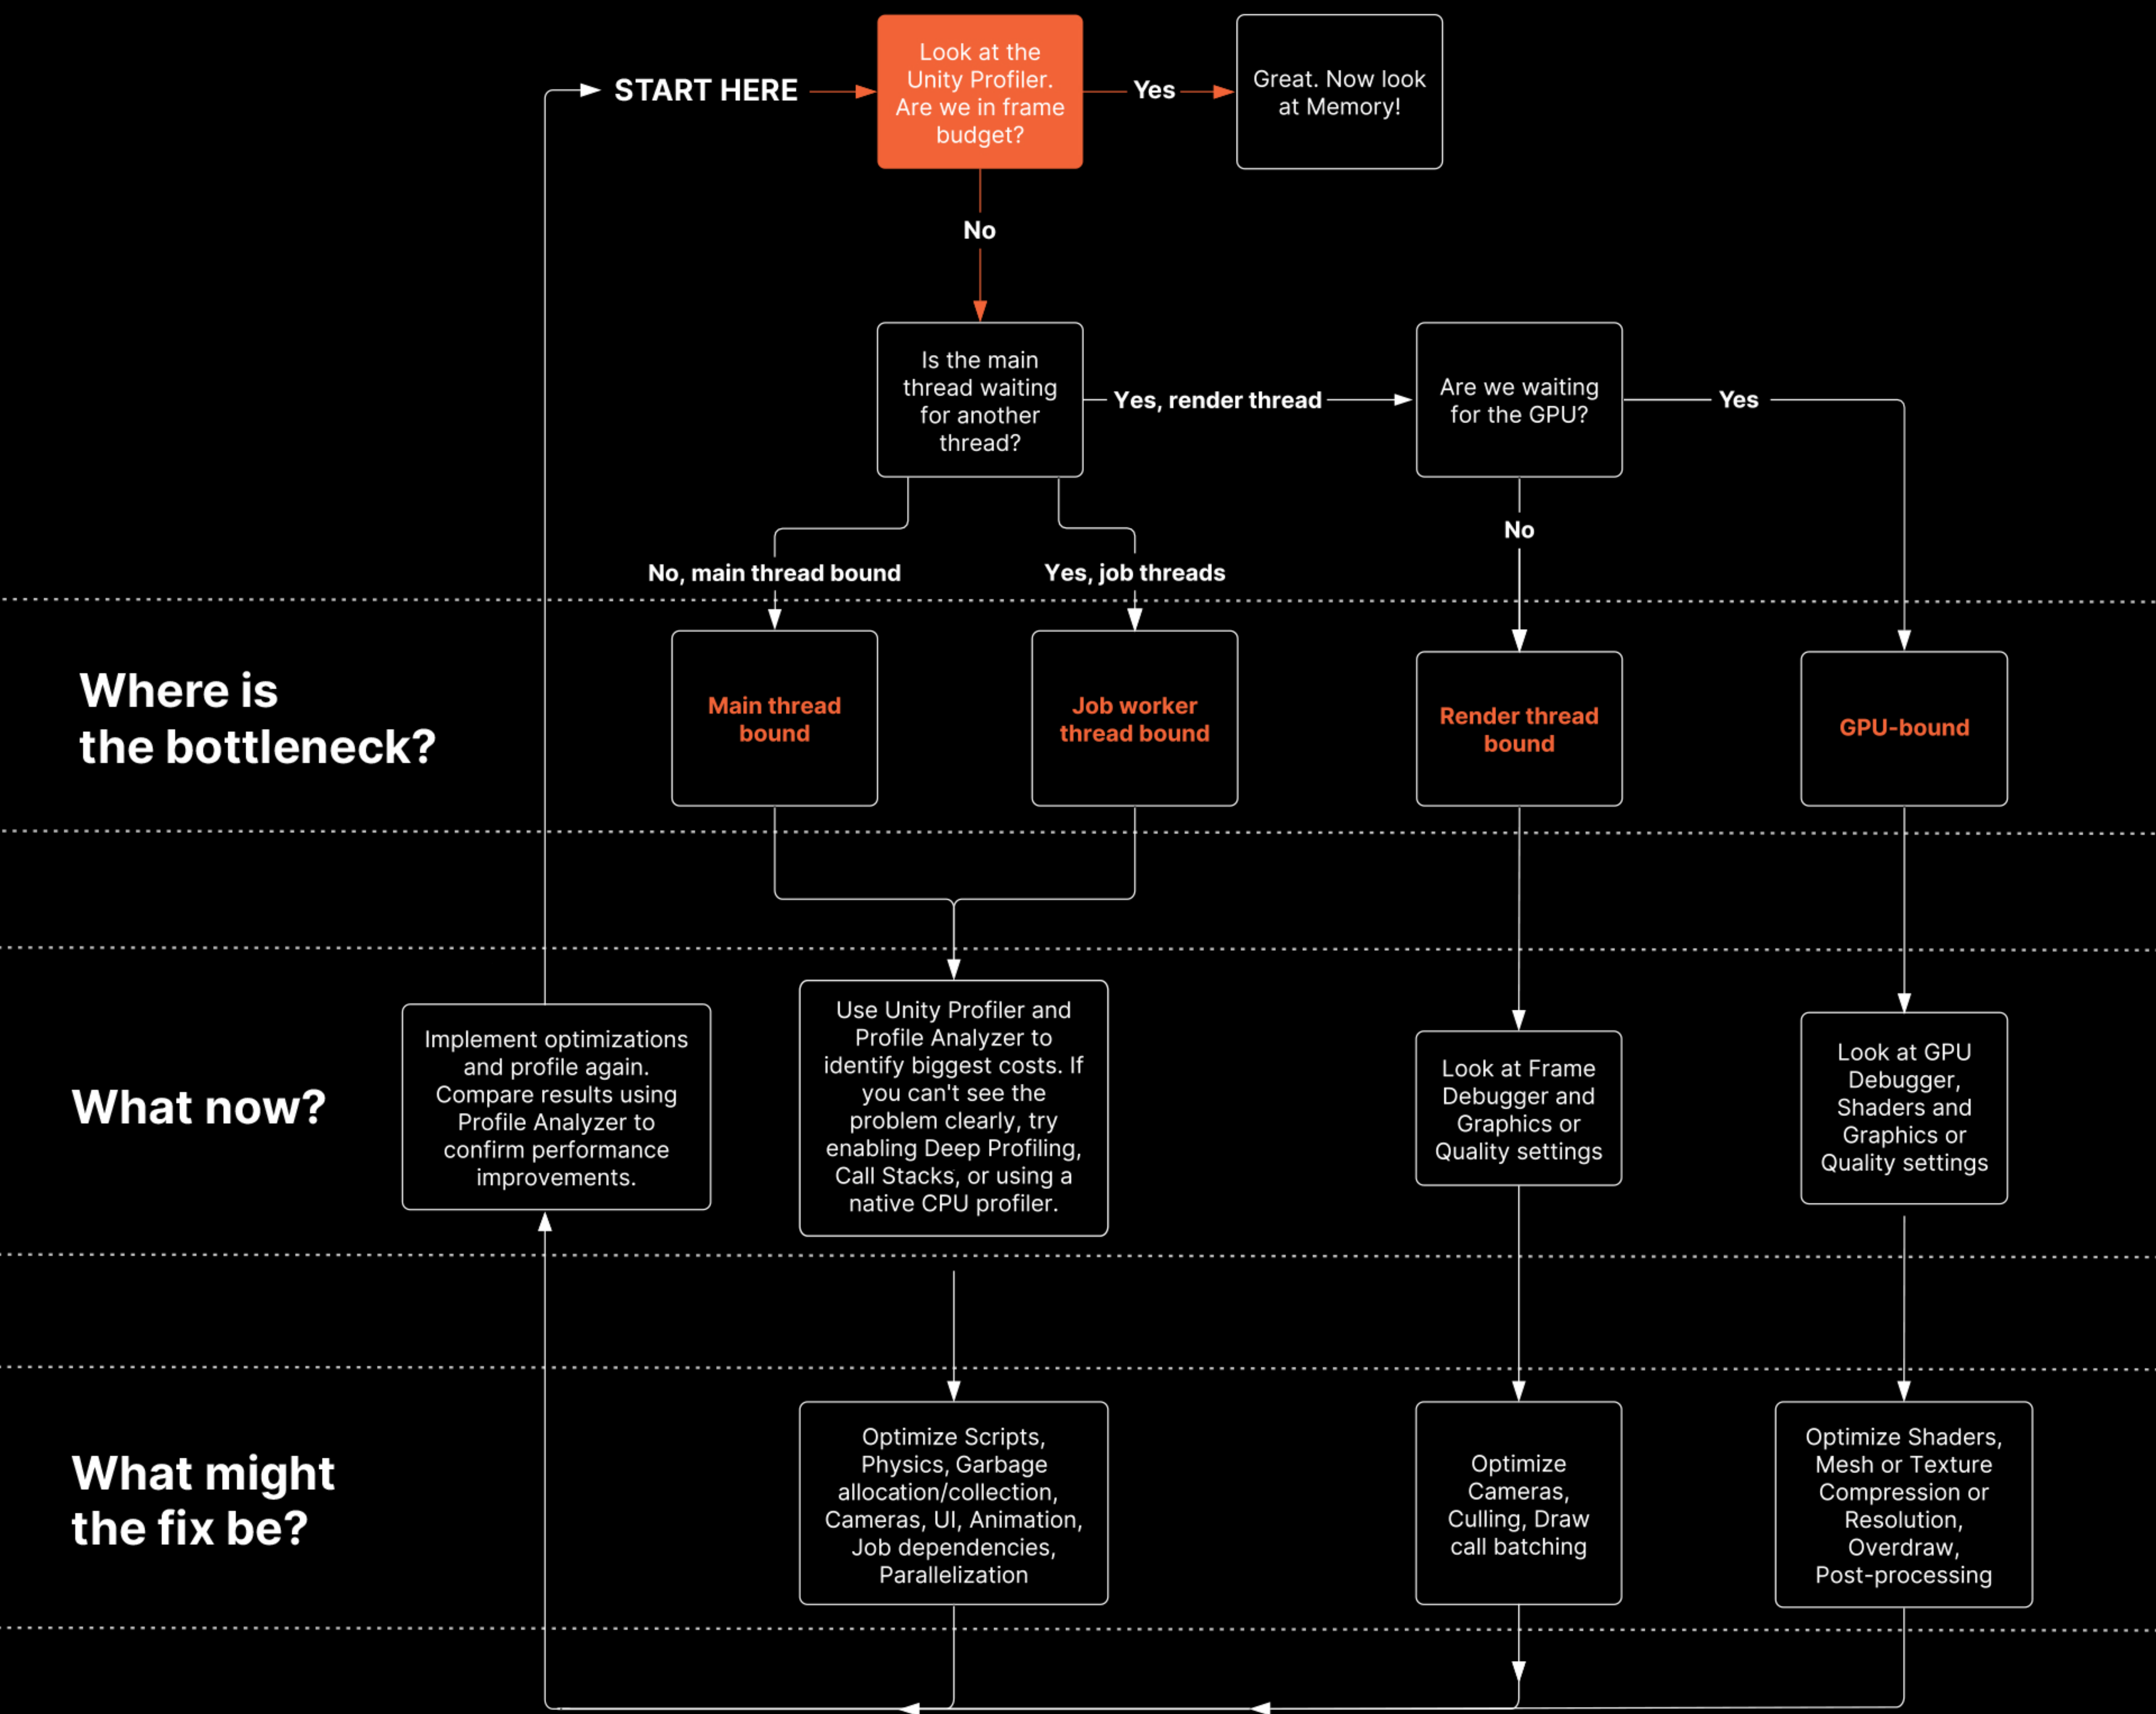 START HERE
Look at the
Unity Profiler.
Are we in frame
budget?
Yes
Great. Now look
at Memory!
No
Is the main
thread waiting
for another
thread?
Yes, render thread
Are we waiting
for the GPU?
Yes
No
No, main thread bound
Yes, job threads
Where is
the bottleneck?
Main thread
bound
Job worker
thread bound
Render thread
bound
GPU-bound
What now?
Implement optimizations
and profile again.
Compare results using
Profile Analyzer to
confirm performance
improvements.
Use Unity Profiler and
Profile Analyzer to
identify biggest costs. If
you can't see the
problem clearly, try
enabling Deep Profiling,
Call Stacks, or using a
native CPU profiler.
Look at Frame
Debugger and
Graphics or
Quality settings
Look at GPU
Debugger,
Shaders and
Graphics or
Quality settings
What might
the fix be?
Optimize Scripts,
Physics, Garbage
allocation/collection,
Cameras, UI, Animation,
Job dependencies,
Parallelization
Optimize
Cameras,
Culling, Draw
call batching
Optimize Shaders,
Mesh or Texture
Compression or
Resolution,
Overdraw,
Post-processing